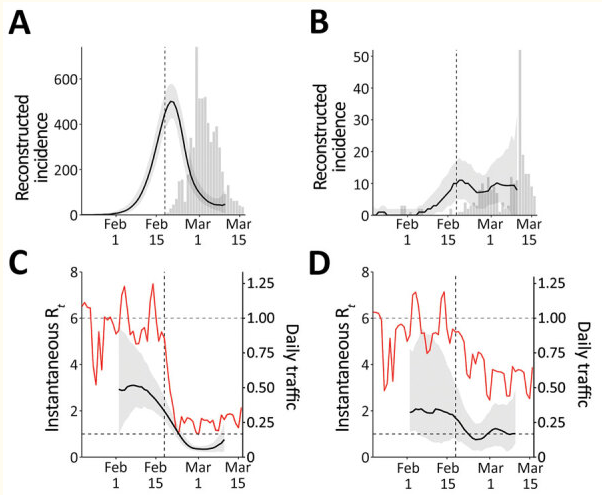 A
Reconstructed
incidence
600
400
200
0
Feb
1
Feb
15
Mar
1
Mar
15
B
Reconstructed
incidence
50
40
30
20
10
0
Feb
1
Feb
15
Mar
1
Mar
15
C
Instantaneous Rt
8
6
4
2
0
1.25
1.00
0.75
0.50
0.25
0
Daily traffic
Feb
1
Feb
15
Mar
1
Mar
15
D
Instantaneous Rt
8
6
4
2
0
1.25
1.00
0.75
0.50
0.25
0
Daily traffic
Feb
1
Feb
15
Mar
1
Mar
15